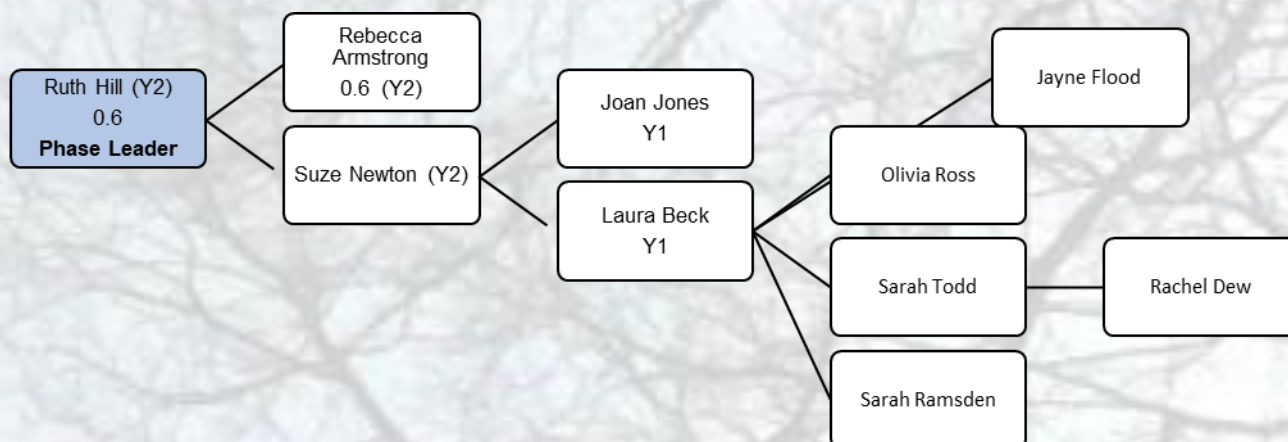 Ruth Hill (Y2)
0.6
Phase Leader
Rebecca
Armstrong
0.6 (Y2)
Suze Newton (Y2)
Joan Jones
Y1
Laura Beck
Y1
Jayne Flood
Olivia Ross
Sarah Todd
Rachel Dew
Sarah Ramsden